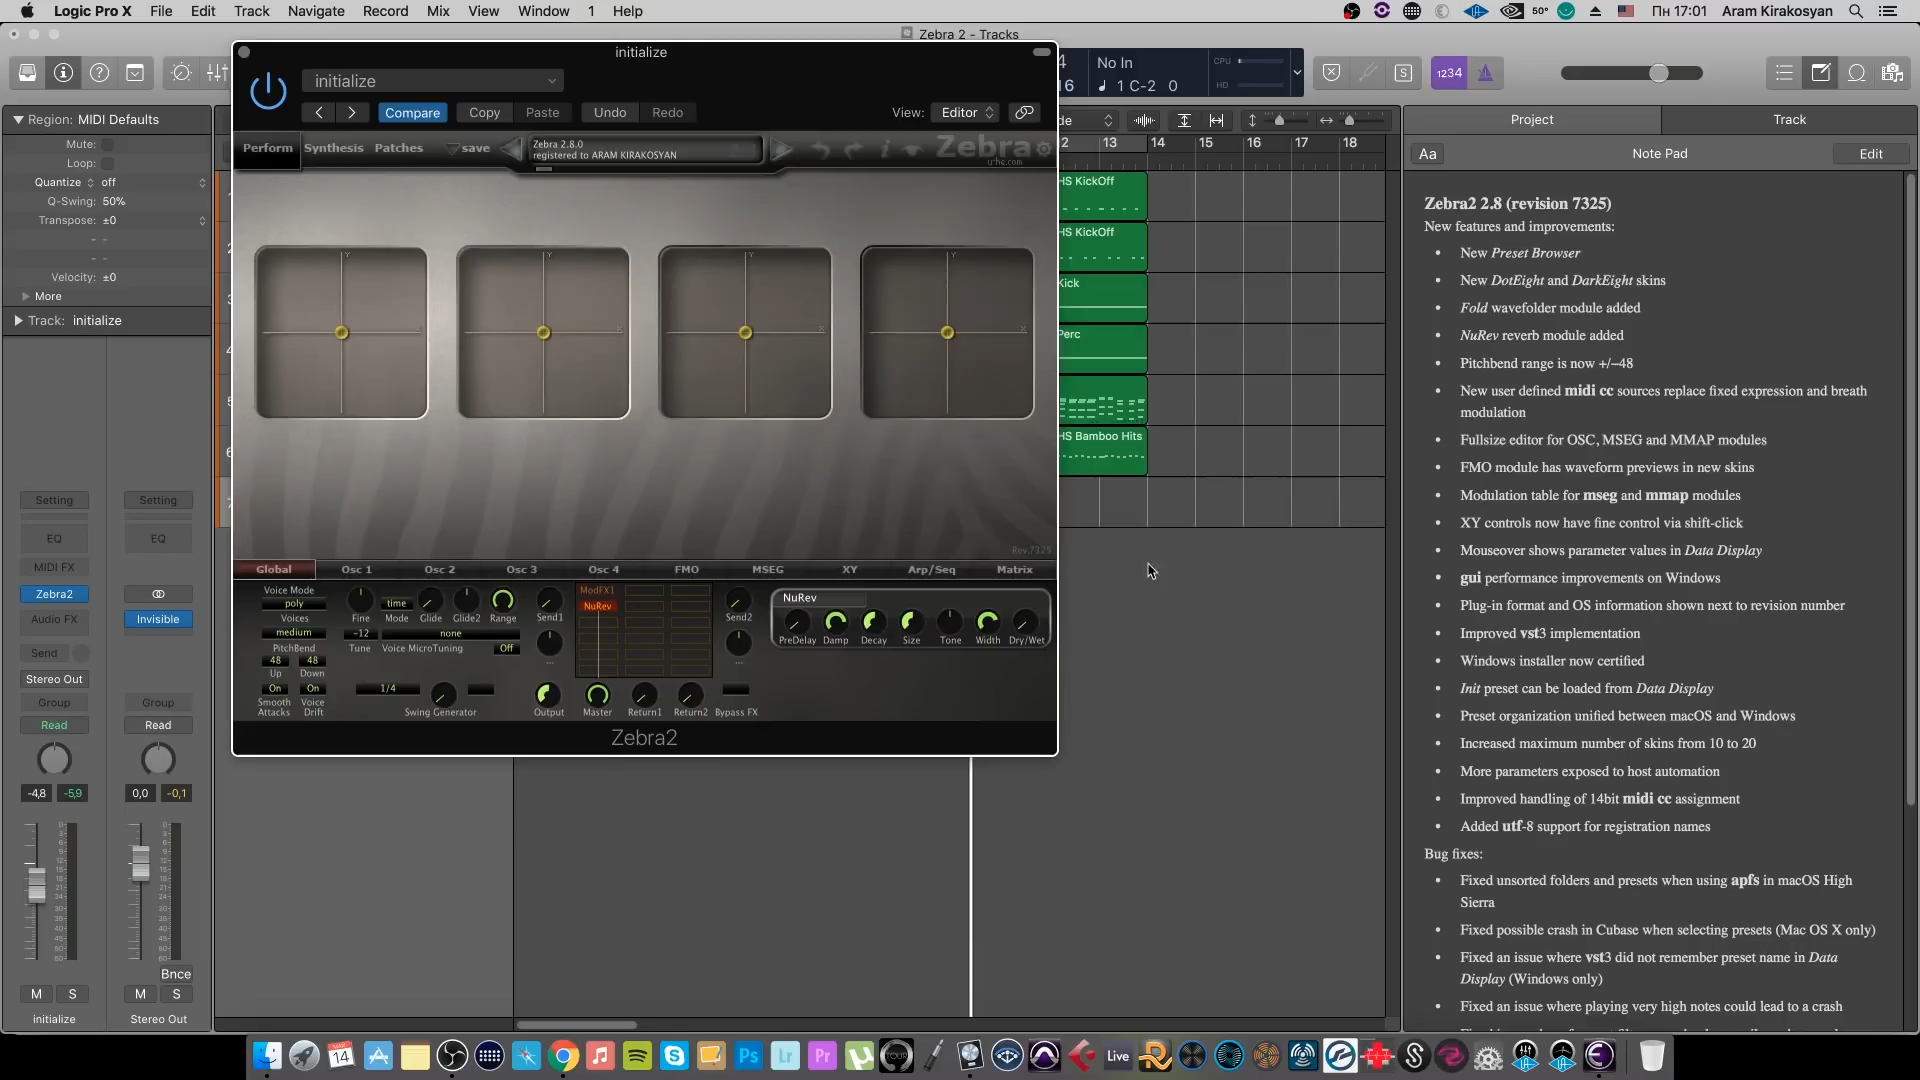 Logic Pro X File Edit Track Navigate Record Mix View Window 1 Help
50° Пн 17:01 Aram Kirakosyan
Zebra 2 - Tracks
initialize
initialize
Compare Copy Paste Undo Redo View: Editor
Perform Synthesis Patches save
Zebra 2.8.0
registered to ARAM KIRAKOSYAN
Zebra
u-he.com
No In
16 1 C-2 0
CPU
HD
1234
Region: MIDI Defaults
Mute:
Loop:
Quantize off
Q-Swing: 50%
Transpose: ±0
Velocity: ±0
More
Track: initialize
13 14 15 16 17 18
HS KickOff
HS KickOff
Kick
Perc
HS Bamboo Hits
Y Y Y Y
X X X
Rev.7325
Global Osc 1 Osc 2 Osc 3 Osc 4 FMO MSEG XY Arp/Seq Matrix
Voice Mode
poly
Voices
medium
PitchBend
48 48
Up Down
On On
Smooth Attacks Voice Drift
Fine
time
Mode Glide Glide2 Range
-12 none
Tune Voice MicroTuning Off
1/4
Swing Generator
Send1
...
Output
ModFX1
NuRev
Master Return1 Return2 Bypass FX
Send2
...
NuRev
PreDelay Damp Decay Size Tone Width Dry/Wet
Zebra2
Setting Setting
EQ EQ
MIDI FX
Zebra2
Audio FX Invisible
Send
Stereo Out
Group Group
Read Read
-4,8 -5,9 0,0 -0,1
Bnce
M S M S
initialize Stereo Out
Project Track
Aa Note Pad Edit
Zebra2 2.8 (revision 7325)
New features and improvements:
• New Preset Browser
• New DotEight and DarkEight skins
• Fold wavefolder module added
• NuRev reverb module added
• Pitchbend range is now +/–48
• New user defined midi cc sources replace fixed expression and breath
modulation
• Fullsize editor for OSC, MSEG and MMAP modules
• FMO module has waveform previews in new skins
• Modulation table for mseg and mmap modules
• XY controls now have fine control via shift-click
• Mouseover shows parameter values in Data Display
• gui performance improvements on Windows
• Plug-in format and OS information shown next to revision number
• Improved vst3 implementation
• Windows installer now certified
• Init preset can be loaded from Data Display
• Preset organization unified between macOS and Windows
• Increased maximum number of skins from 10 to 20
• More parameters exposed to host automation
• Improved handling of 14bit midi cc assignment
• Added utf-8 support for registration names
Bug fixes:
• Fixed unsorted folders and presets when using apfs in macOS High
Sierra
• Fixed possible crash in Cubase when selecting presets (Mac OS X only)
• Fixed an issue where vst3 did not remember preset name in Data
Display (Windows only)
• Fixed an issue where playing very high notes could lead to a crash
14 Ps Lr Pr Live